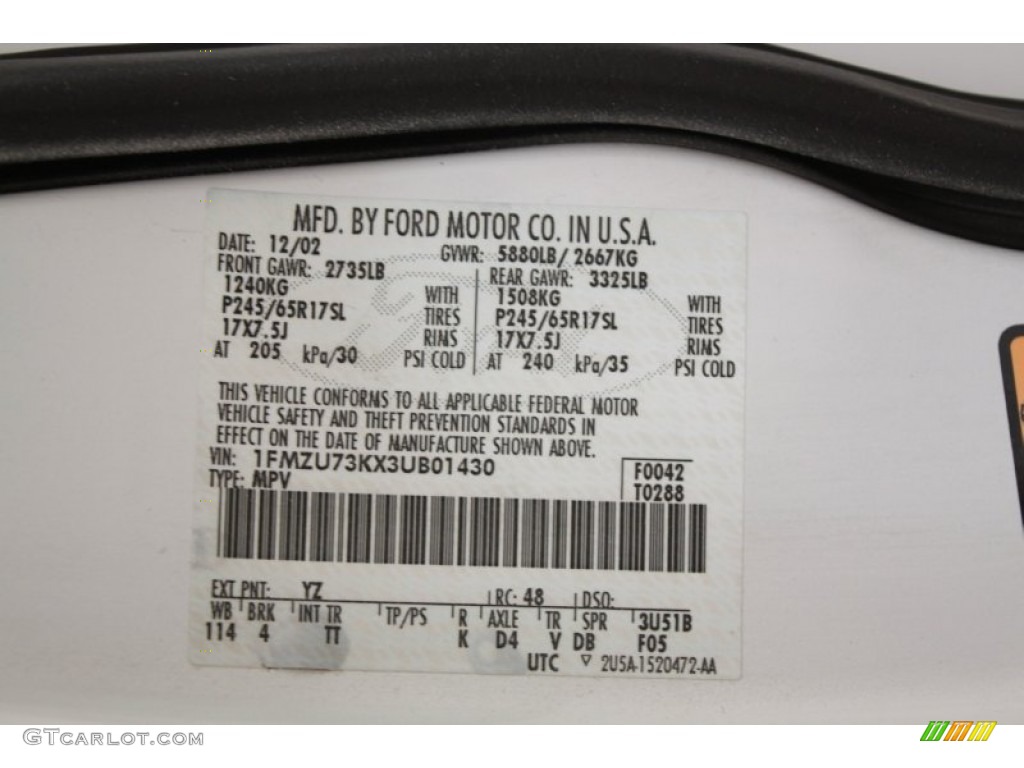 MFD. BY FORD MOTOR CO. IN U.S.A.
DATE: 12/02 GVWR: 5880LB/ 2667KG
FRONT GAWR: 2735LB REAR GAWR: 3325LB
1240KG WITH 1508KG WITH
P245/65R17SL TIRES P245/65R17SL TIRES
17X7.5J RIMS 17X7.5J RIMS
AT 205 kPa/30 PSI COLD AT 240 kPa/35 PSI COLD
THIS VEHICLE CONFORMS TO ALL APPLICABLE FEDERAL MOTOR
VEHICLE SAFETY AND THEFT PREVENTION STANDARDS IN
EFFECT ON THE DATE OF MANUFACTURE SHOWN ABOVE.
VIN: 1FMZU73KX3UB01430 F0042
TYPE: MPV T0288
EXT PNT: YZ RC: 48 DSO:
WB BRK INT TR TP/PS R AXLE TR SPR 3U51B
114 4 TT K D4 V DB F05
UTC ▽ 2U5A-1520472-AA
GTCarlot.com